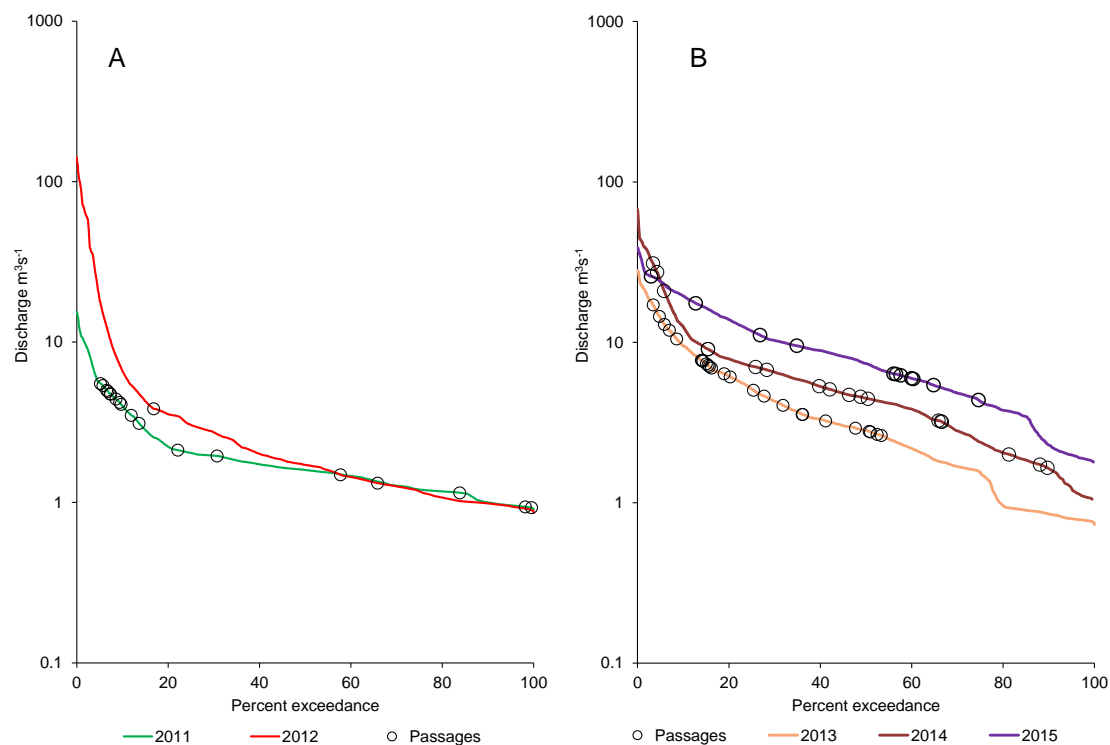 A
1000
100
10
1
0.1
Discharge m³s⁻¹
0 20 40 60 80 100
Percent exceedance
2011 2012 Passages
B
1000
100
10
1
0.1
Discharge m³s⁻¹
0 20 40 60 80 100
Percent exceedance
Passages 2013 2014 2015